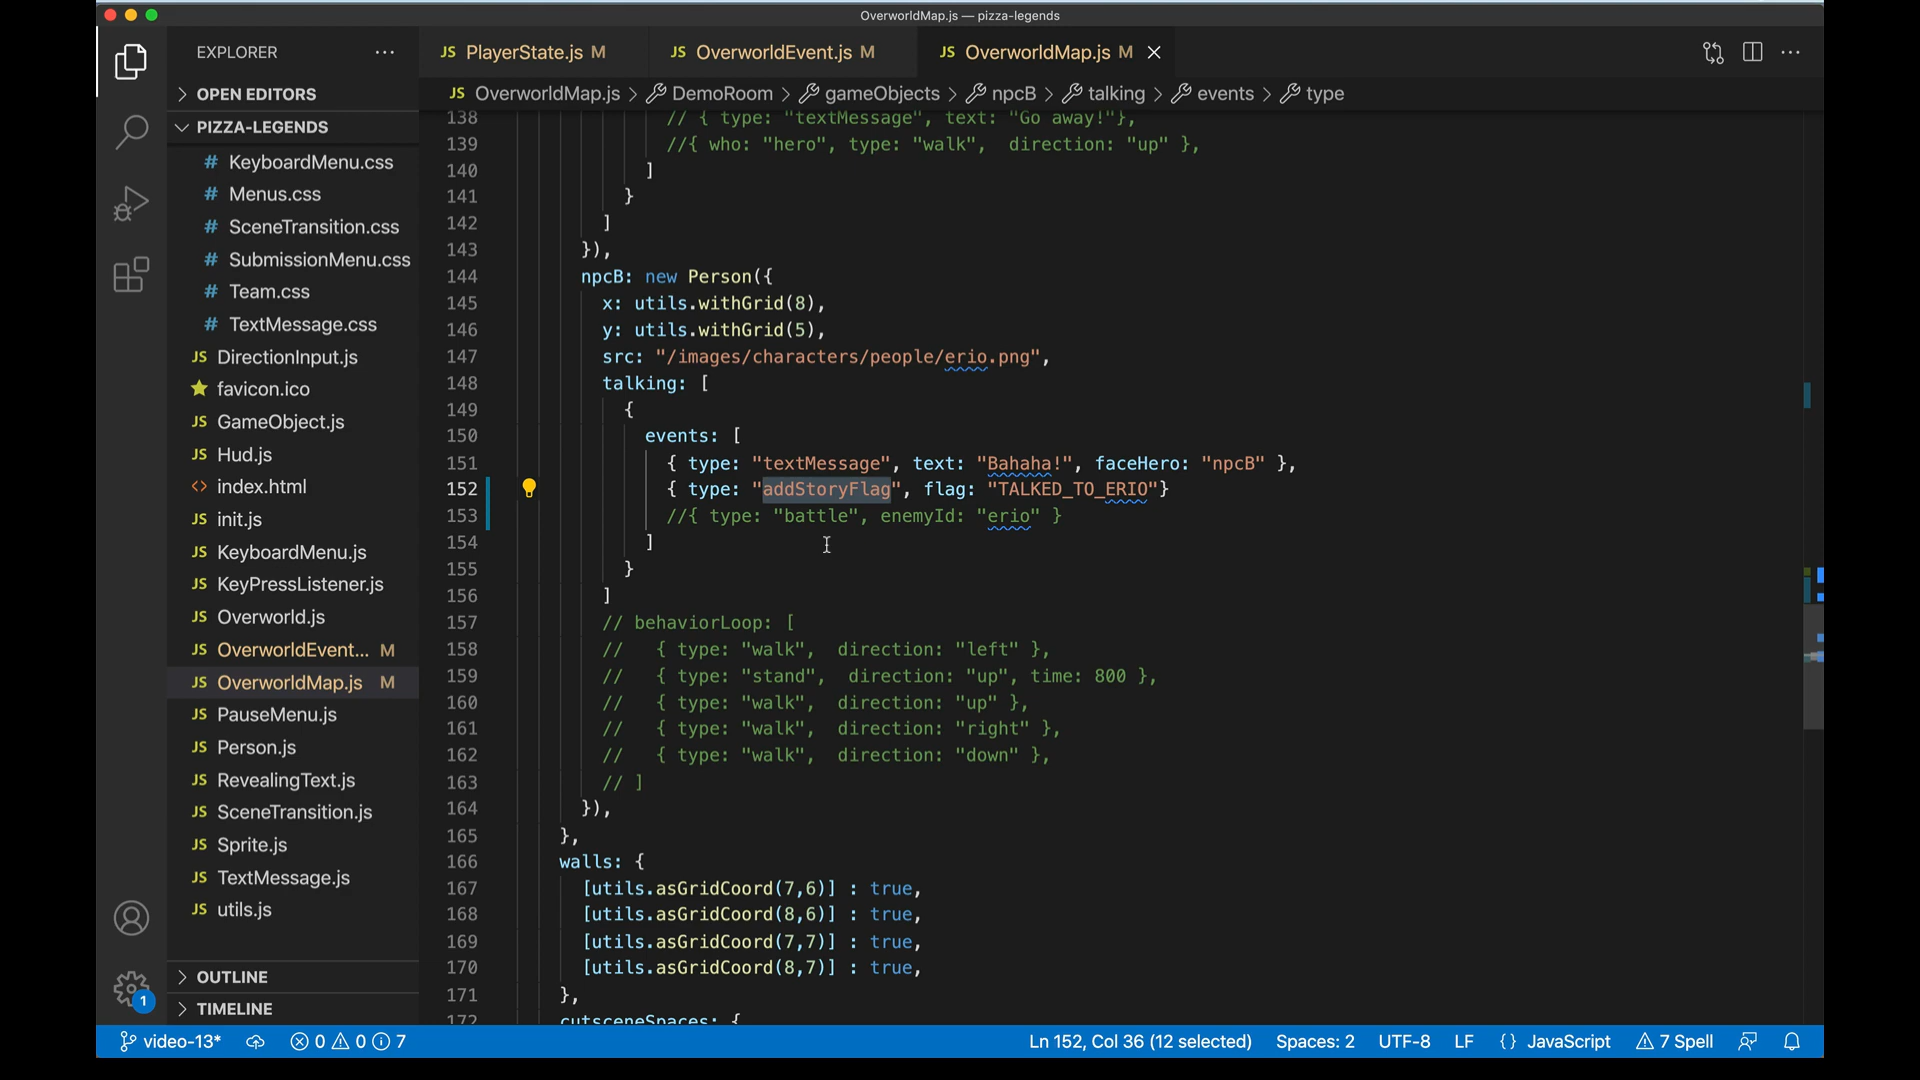 OverworldMap.js — pizza-legends
EXPLORER
OPEN EDITORS
PIZZA-LEGENDS
# KeyboardMenu.css
# Menus.css
# SceneTransition.css
# SubmissionMenu.css
# Team.css
# TextMessage.css
JS DirectionInput.js
favicon.ico
JS GameObject.js
JS Hud.js
<> index.html
JS init.js
JS KeyboardMenu.js
JS KeyPressListener.js
JS Overworld.js
JS OverworldEvent... M
JS OverworldMap.js M
JS PauseMenu.js
JS Person.js
JS RevealingText.js
JS SceneTransition.js
JS Sprite.js
JS TextMessage.js
JS utils.js
OUTLINE
TIMELINE
1
JS PlayerState.js M JS OverworldEvent.js M JS OverworldMap.js M
JS OverworldMap.js > DemoRoom > gameObjects > npcB > talking > events > type
138 // { type: "textMessage", text: "Go away!"},
139 //{ who: "hero", type: "walk",  direction: "up" },
140 ]
141 }
142 ]
143 }),
144 npcB: new Person({
145 x: utils.withGrid(8),
146 y: utils.withGrid(5),
147 src: "/images/characters/people/erio.png",
148 talking: [
149 {
150 events: [
151 { type: "textMessage", text: "Bahaha!", faceHero: "npcB" },
152 { type: "addStoryFlag", flag: "TALKED_TO_ERIO"}
153 //{ type: "battle", enemyId: "erio" }
154 ]
155 }
156 ]
157 // behaviorLoop: [
158 //   { type: "walk",  direction: "left" },
159 //   { type: "stand",  direction: "up", time: 800 },
160 //   { type: "walk",  direction: "up" },
161 //   { type: "walk",  direction: "right" },
162 //   { type: "walk",  direction: "down" },
163 // ]
164 }),
165 },
166 walls: {
167 [utils.asGridCoord(7,6)] : true,
168 [utils.asGridCoord(8,6)] : true,
169 [utils.asGridCoord(7,7)] : true,
170 [utils.asGridCoord(8,7)] : true,
171 },
172 cutsceneSpaces: {
video-13* 0 0 7 Ln 152, Col 36 (12 selected) Spaces: 2 UTF-8 LF {} JavaScript 7 Spell